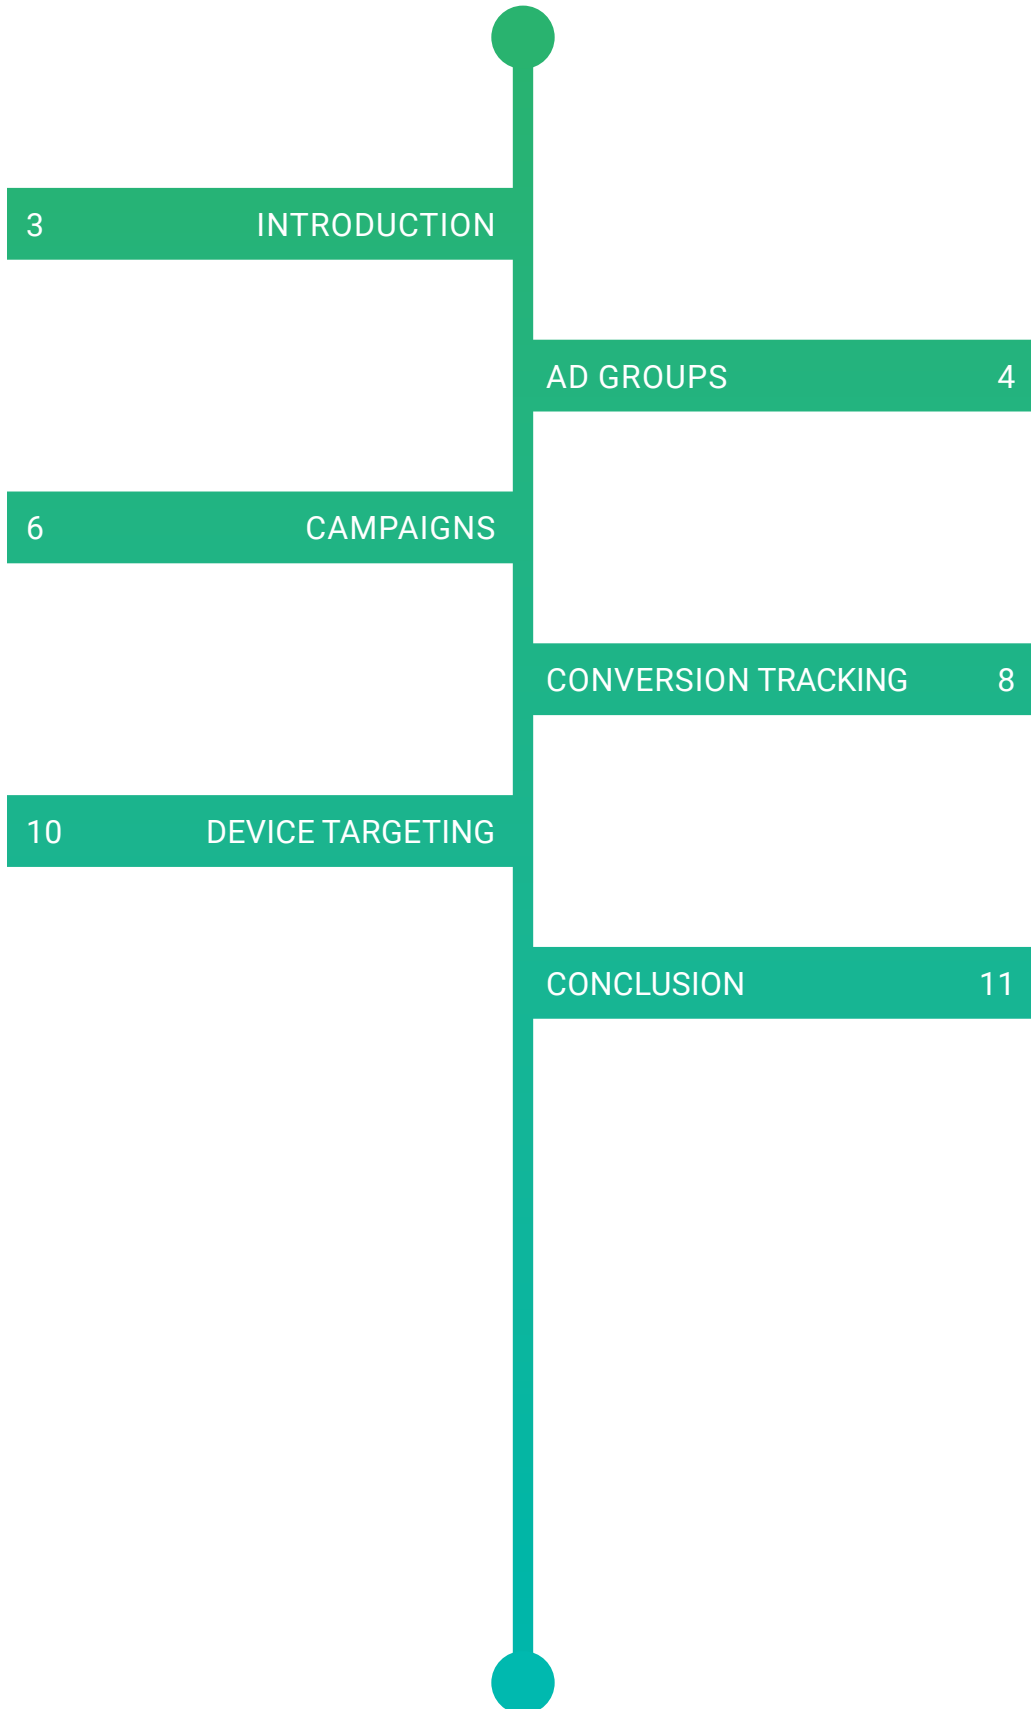 3 INTRODUCTION
AD GROUPS 4
6 CAMPAIGNS
CONVERSION TRACKING 8
10 DEVICE TARGETING
CONCLUSION 11